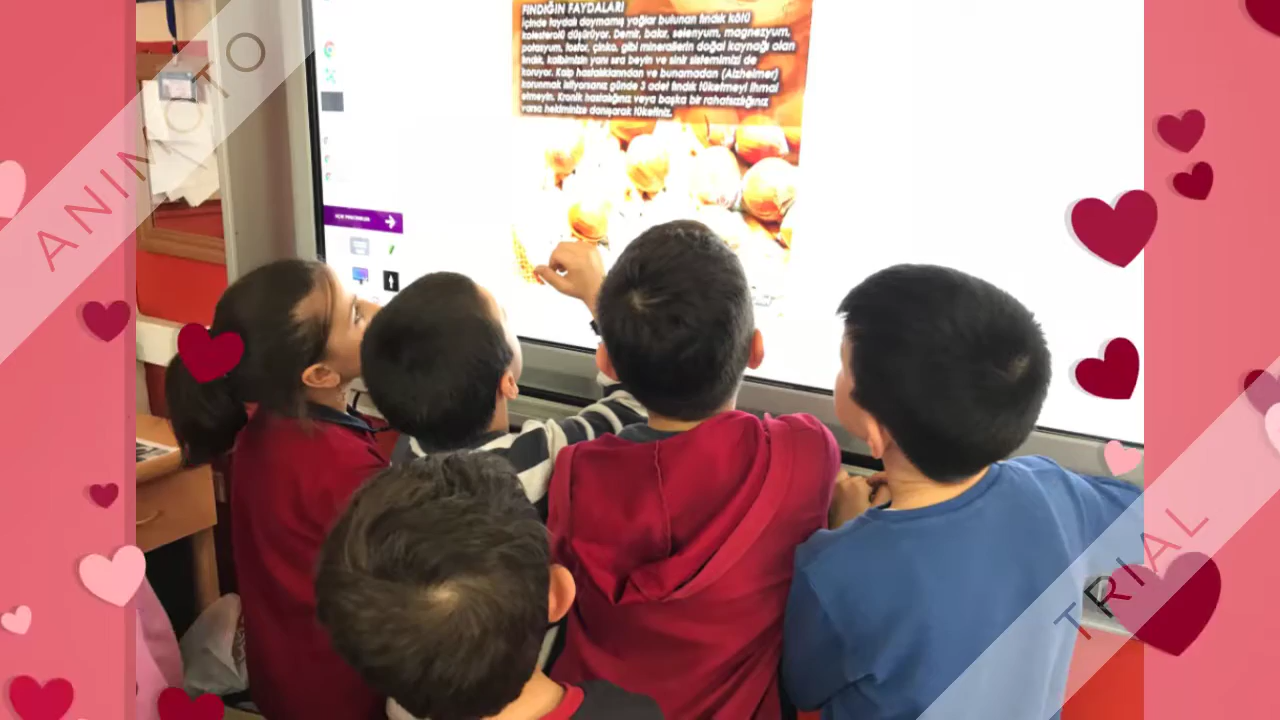 FINDIĞIN FAYDALARI
İçinde faydalı doymamış yağlar bulunan fındık kötü
kolesterolü düşürüyor. Demir, bakır, selenyum, magnezyum,
potasyum, fosfor, çinko, gibi minerallerin doğal kaynağı olan
fındık, kalbimizin yanı sıra beyin ve sinir sistemimizi de
koruyor. Kalp hastalıklarından ve bunamadan (Alzheimer)
korunmak istiyorsanız günde 3 adet fındık tüketmeyi ihmal
etmeyin. Kronik hastalığınız veya başka bir rahatsızlığınız
varsa hekiminize danışarak tüketiniz.
ANIMOTO
TRIAL